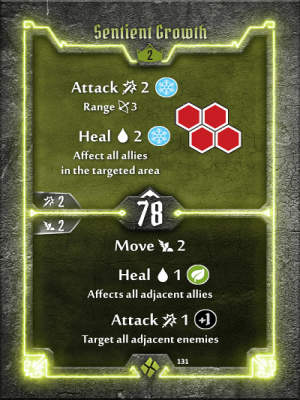 Sentient Growth
2
Attack 2
Range 3
Heal 2
Affect all allies
in the targeted area
2
78
2
Move 2
Heal 1
Affects all adjacent allies
Attack 1 +1
Target all adjacent enemies
131